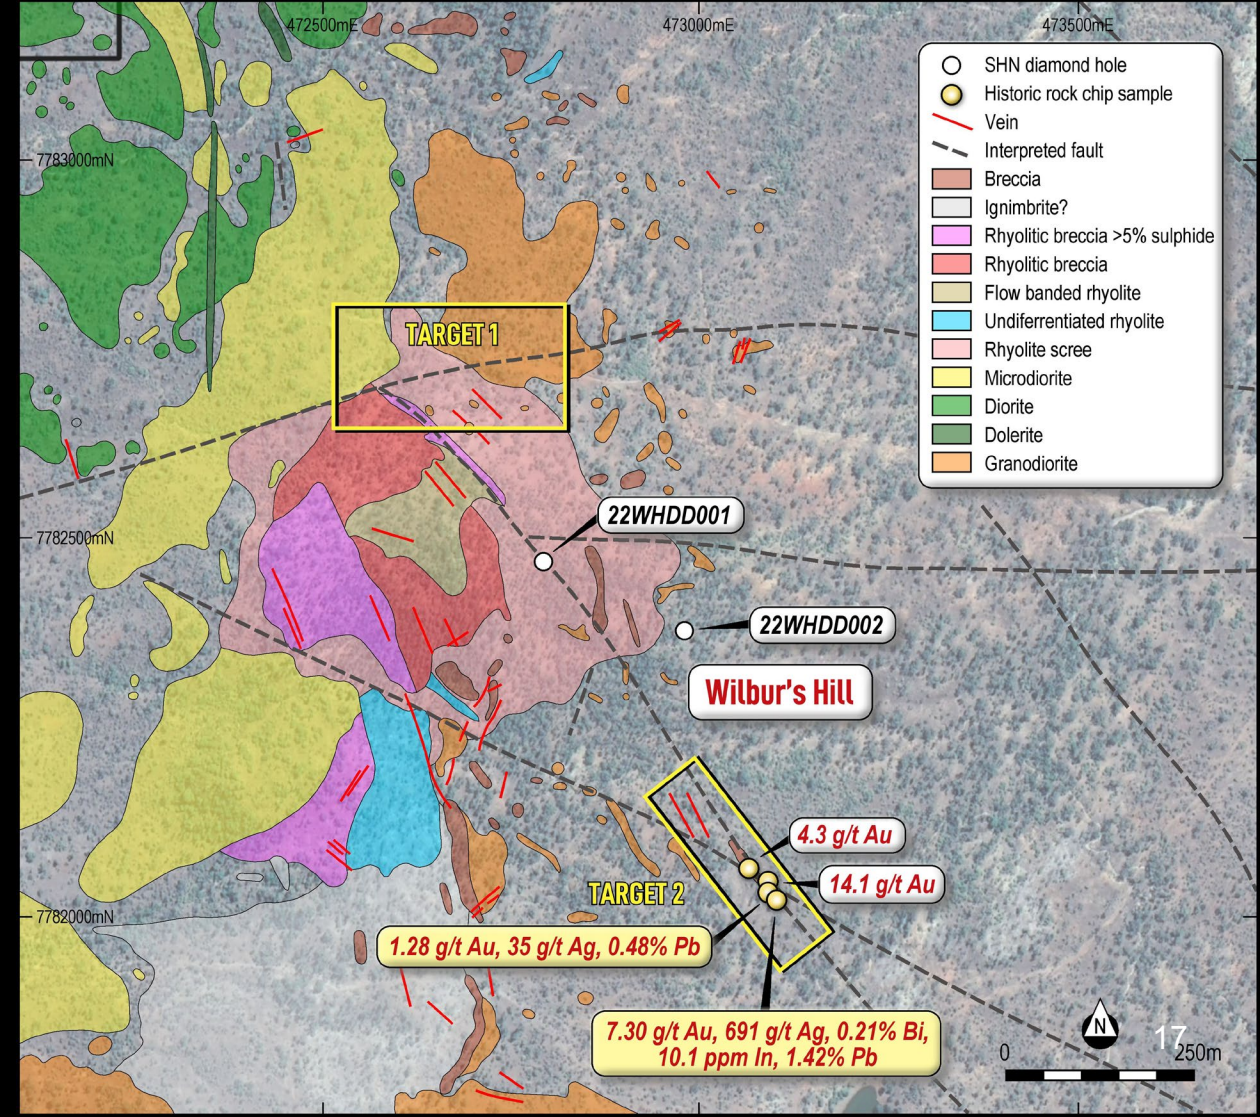 472500mE
473000mE
473500mE
7783000mN
7782500mN
7782000mN
SHN diamond hole
Historic rock chip sample
Vein
Interpreted fault
Breccia
Ignimbrite?
Rhyolitic breccia >5% sulphide
Rhyolitic breccia
Flow banded rhyolite
Undiferrentiated rhyolite
Rhyolite scree
Microdiorite
Diorite
Dolerite
Granodiorite
TARGET 1
22WHDD001
22WHDD002
Wilbur's Hill
4.3 g/t Au
14.1 g/t Au
TARGET 2
1.28 g/t Au, 35 g/t Ag, 0.48% Pb
7.30 g/t Au, 691 g/t Ag, 0.21% Bi,
10.1 ppm In, 1.42% Pb
N
17
0
250m